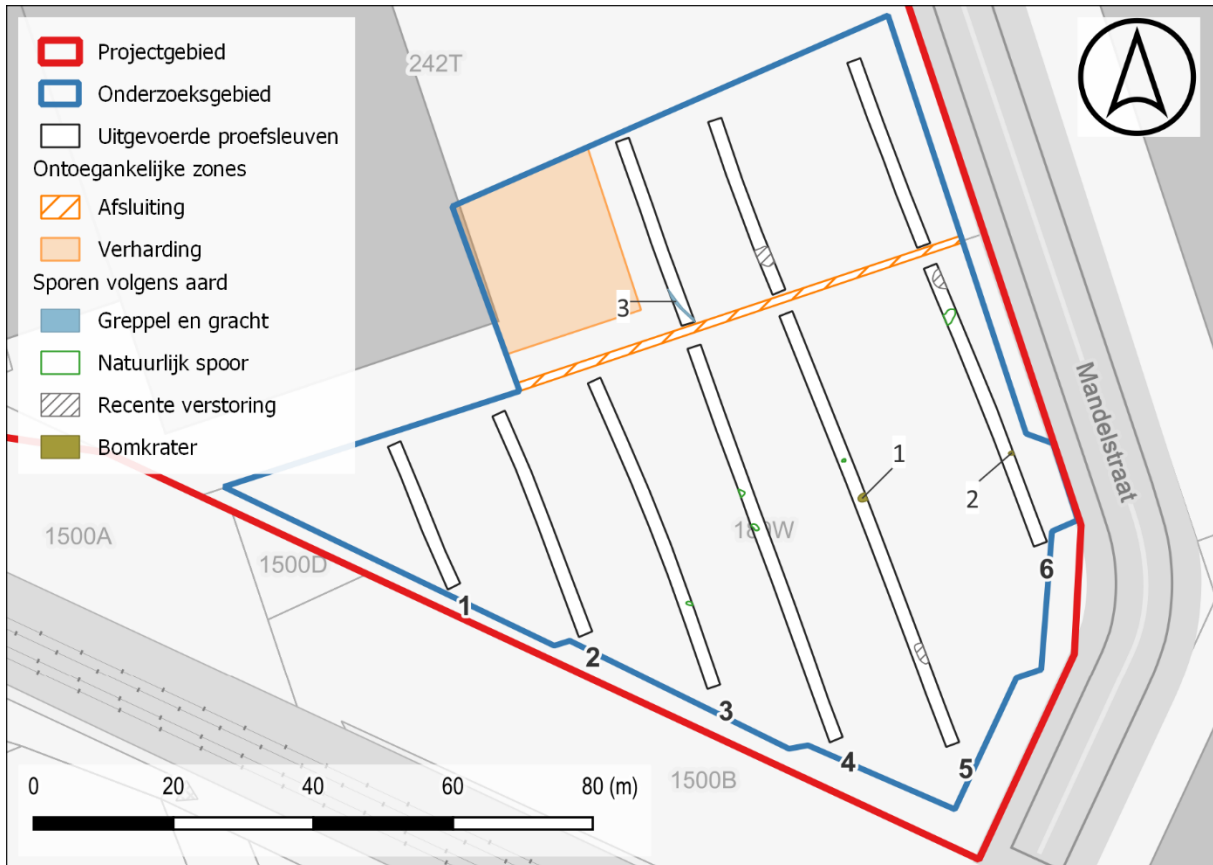 Projectgebied
Onderzoeksgebied
Uitgevoerde proefsleuven
Ontoegankelijke zones
Afsluiting
Verharding
Sporen volgens aard
Greppel en gracht
Natuurlijk spoor
Recente verstoring
Bomkrater
242T
3
Mandelstraat
1
2
1500A
1500D
6
1
2
3
4
5
1500B
0 20 40 60 80 (m)